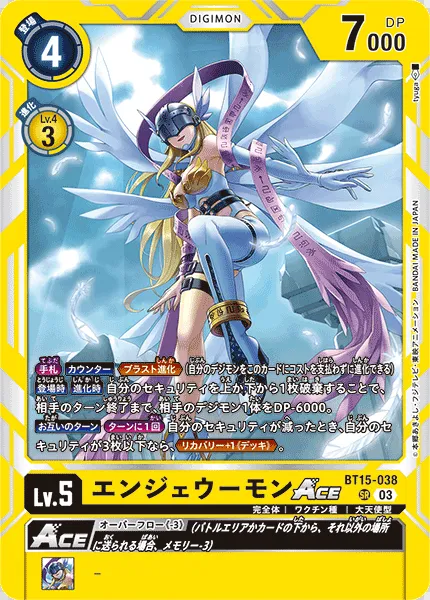 登場
4
DIGIMON
7000 DP
進化
Lv.4
3
tyuga
©本郷あきよし・フジテレビ・東映アニメーション BANDAI MADE IN JAPAN
手札 カウンター ブラスト進化 (自分のデジモンをこのカードにコストを支払わずに進化できる)
登場時 進化時 自分のセキュリティを上か下から1枚破棄することで、
相手のターン終了まで、相手のデジモン1体をDP-6000。
お互いのターン ターンに1回 自分のセキュリティが減ったとき、自分のセ
キュリティが3枚以下なら、リカバリー+1《デッキ》。
BT15-038
Lv.5 エンジェウーモンACE SR 03
完全体 ワクチン種 大天使型
ACE オーバーフロー《-3》 (バトルエリアかカードの下から、それ以外の場所
に送られる場合、メモリー-3)